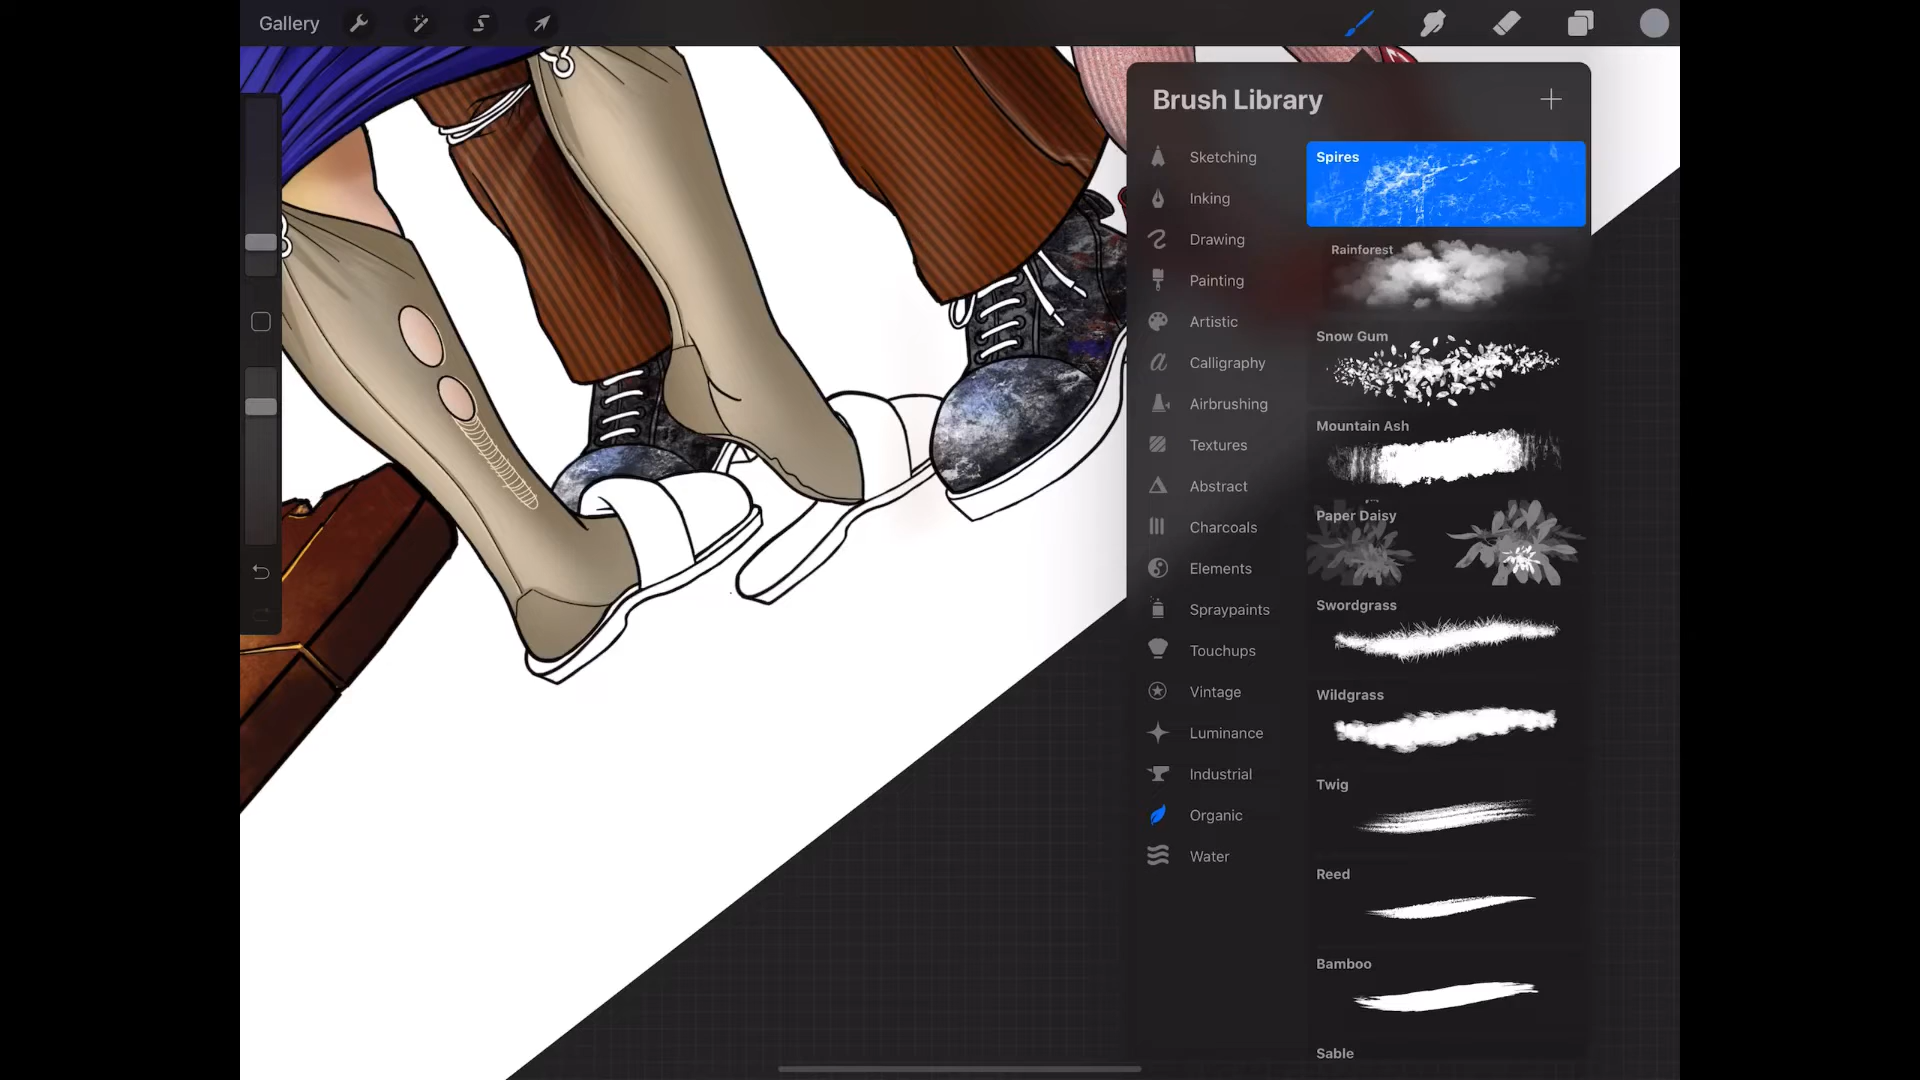 Gallery
Brush Library
Sketching
Inking
Drawing
Painting
Artistic
Calligraphy
Airbrushing
Textures
Abstract
Charcoals
Elements
Spraypaints
Touchups
Vintage
Luminance
Industrial
Organic
Water
Spires
Rainforest
Snow Gum
Mountain Ash
Paper Daisy
Swordgrass
Wildgrass
Twig
Reed
Bamboo
Sable